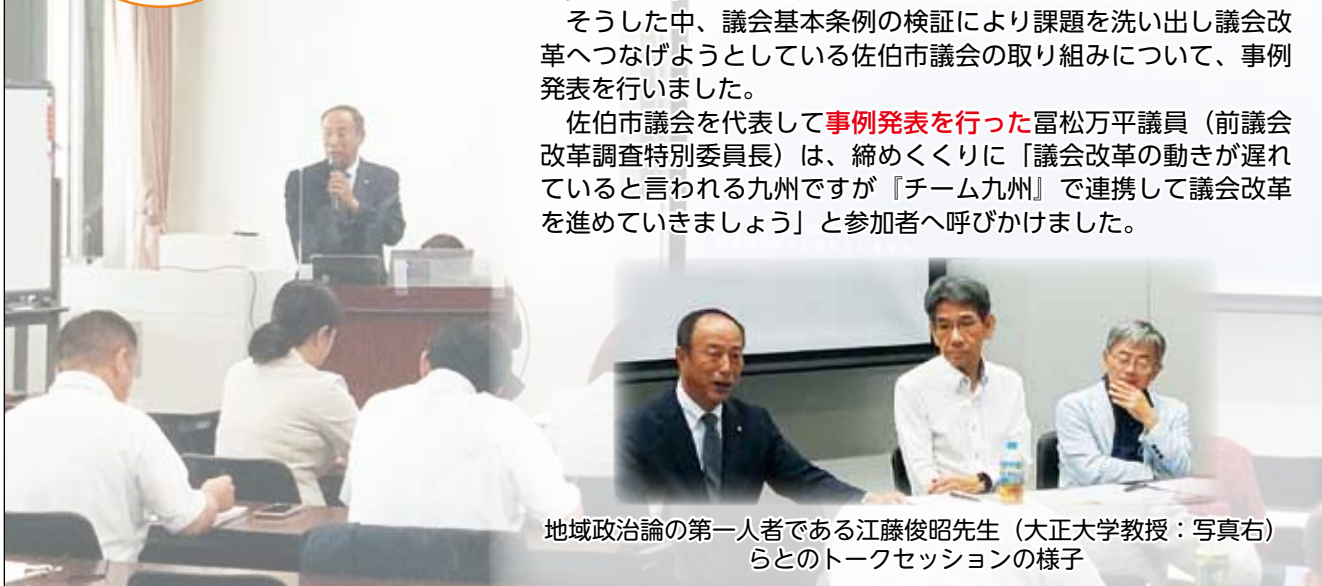 そうした中、議会基本条例の検証により課題を洗い出し議会改
革へつなげようとしている佐伯市議会の取り組みについて、事例
発表を行いました。
佐伯市議会を代表して事例発表を行った冨松万平議員（前議会
改革調査特別委員長）は、締めくくりに「議会改革の動きが遅れ
ていると言われる九州ですが『チーム九州』で連携して議会改革
を進めていきましょう」と参加者へ呼びかけました。
地域政治論の第一人者である江藤俊昭先生（大正大学教授：写真右）
らとのトークセッションの様子